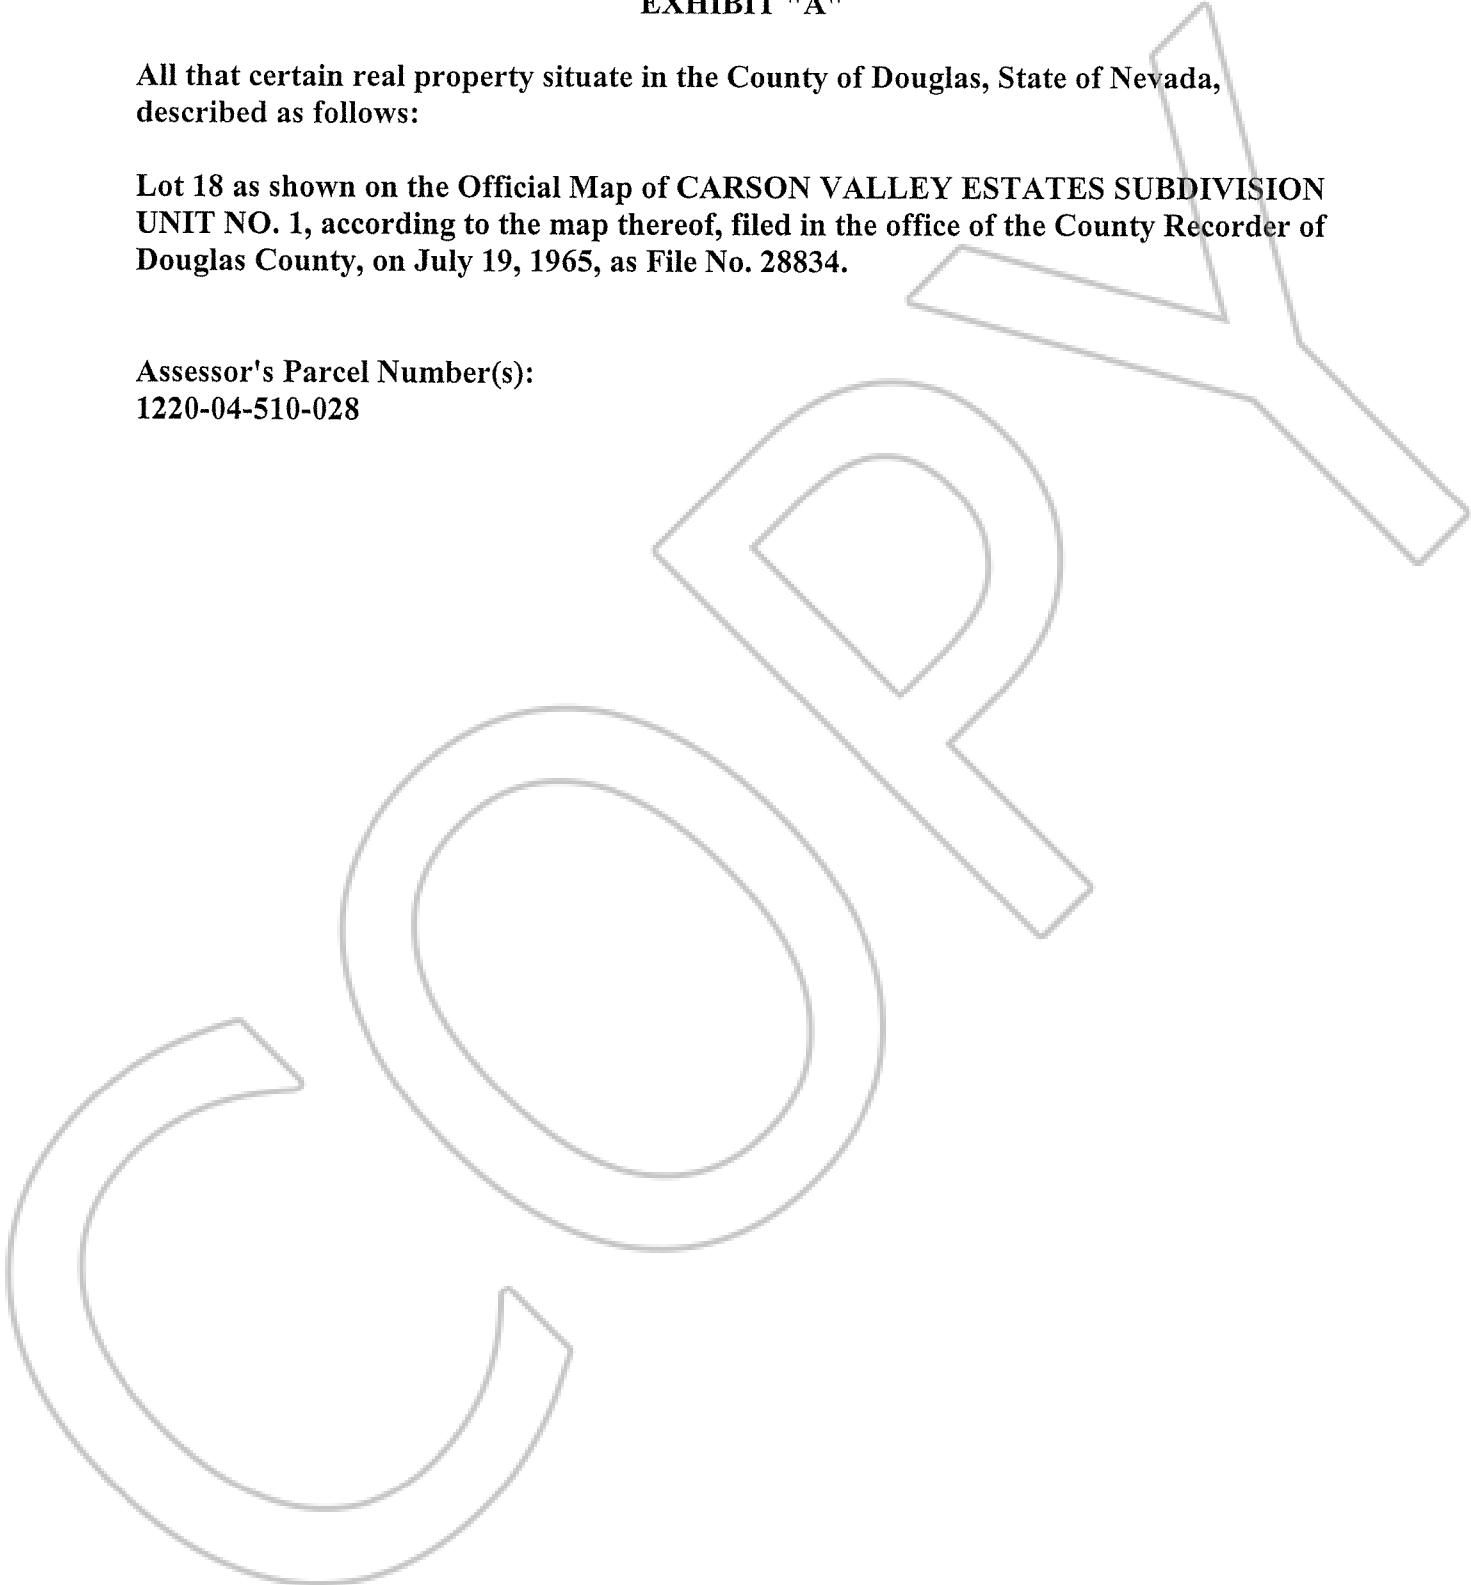 EXHIBIT "A"
All that certain real property situate in the County of Douglas, State of Nevada,
described as follows:
Lot 18 as shown on the Official Map of CARSON VALLEY ESTATES SUBDIVISION
UNIT NO. 1, according to the map thereof, filed in the office of the County Recorder of
Douglas County, on July 19, 1965, as File No. 28834.
Assessor's Parcel Number(s):
1220-04-510-028
COPY